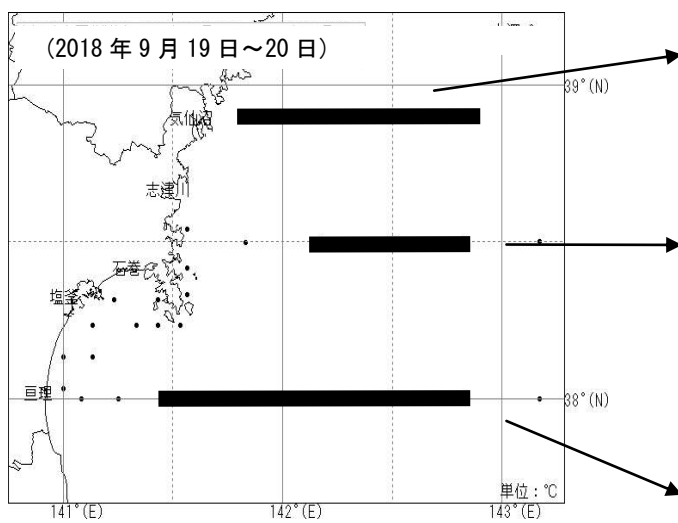 (2018 年 9 月 19 日～20 日)
39°(N)
気仙沼
志津川
石巻
塩釜
亘理
38°(N)
単位：℃
141°(E)
142°(E)
143°(E)